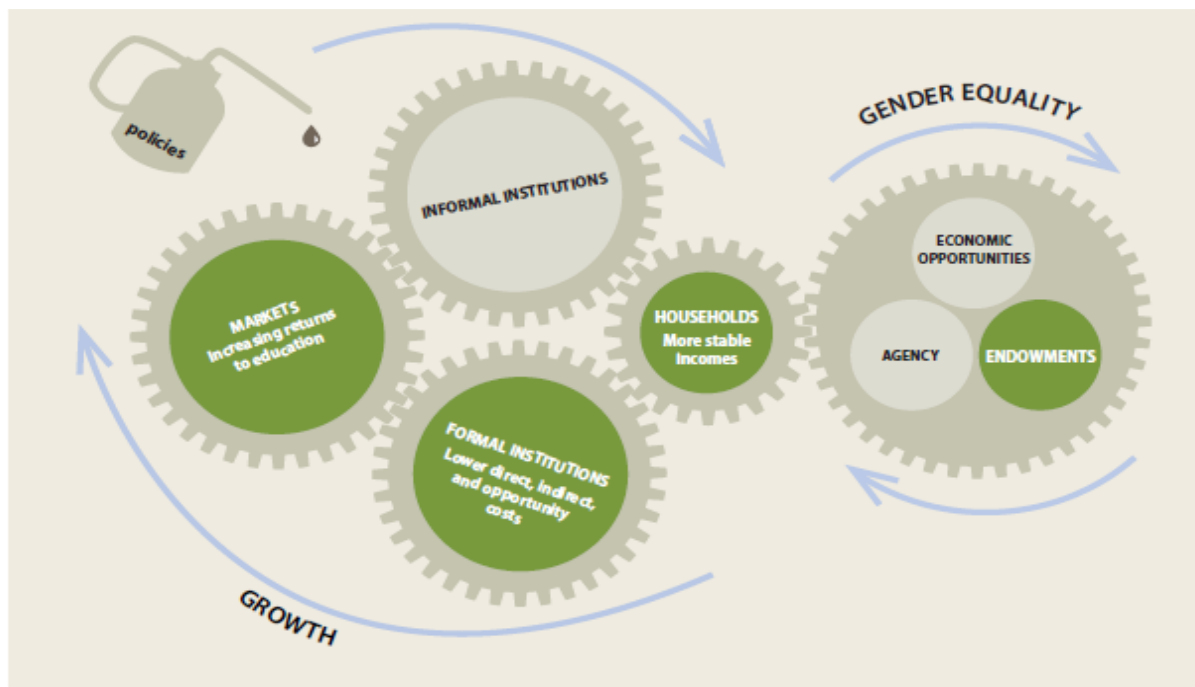 policies
INFORMAL INSTITUTIONS
GENDER EQUALITY
MARKETS
Increasing returns
to education
HOUSEHOLDS
More stable
incomes
ECONOMIC
OPPORTUNITIES
AGENCY
ENDOWMENTS
FORMAL INSTITUTIONS
Lower direct, indirect,
and opportunity
costs
GROWTH